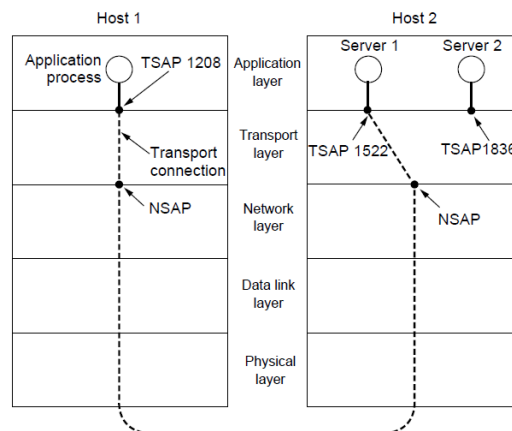 Host 1
Host 2
Application
process
TSAP 1208
Application
layer
Server 1
Server 2
Transport
connection
Transport
layer
TSAP 1522
TSAP1836
NSAP
Network
layer
NSAP
Data link
layer
Physical
layer